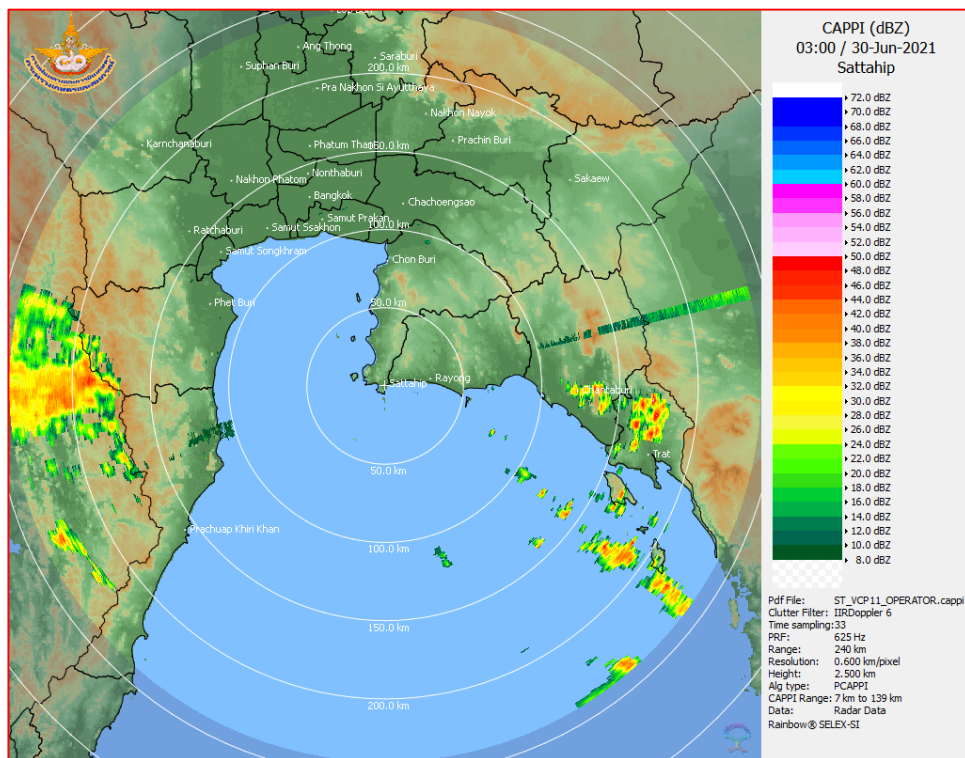 CAPPI (dBZ)
03:00 / 30-Jun-2021
Sattahip
72.0 dBZ
70.0 dBZ
68.0 dBZ
66.0 dBZ
64.0 dBZ
62.0 dBZ
60.0 dBZ
58.0 dBZ
56.0 dBZ
54.0 dBZ
52.0 dBZ
50.0 dBZ
48.0 dBZ
46.0 dBZ
44.0 dBZ
42.0 dBZ
40.0 dBZ
38.0 dBZ
36.0 dBZ
34.0 dBZ
32.0 dBZ
30.0 dBZ
28.0 dBZ
26.0 dBZ
24.0 dBZ
22.0 dBZ
20.0 dBZ
18.0 dBZ
16.0 dBZ
14.0 dBZ
12.0 dBZ
10.0 dBZ
8.0 dBZ
Pdf File: ST_VCP11_OPERATOR.cappi
Clutter Filter: IIRDoppler 6
Time sampling:33
PRF: 625 Hz
Range: 240 km
Resolution: 0.600 km/pixel
Height: 2.500 km
Alg type: PCAPPI
CAPPI Range: 7 km to 139 km
Data: Radar Data
Rainbow® SELEX-SI
Ang Thong
Saraburi
Suphan Buri
200.0 km
Pra Nakhon Si Ayutthaya
Nakhon Nayok
Karnchanaburi
Phatum Thani
150.0 km
Prachin Buri
Nonthaburi
Nakhon Phatom
Sakaew
Bangkok
Chachoengsao
Samut Prakan
Ratchaburi
Samut Ssakhon
100.0 km
Samut Songkhram
Chon Buri
Phet Buri
50.0 km
Sattahip
Rayong
Chantaburi
Trat
50.0 km
Prachuap Khiri Khan
100.0 km
150.0 km
200.0 km